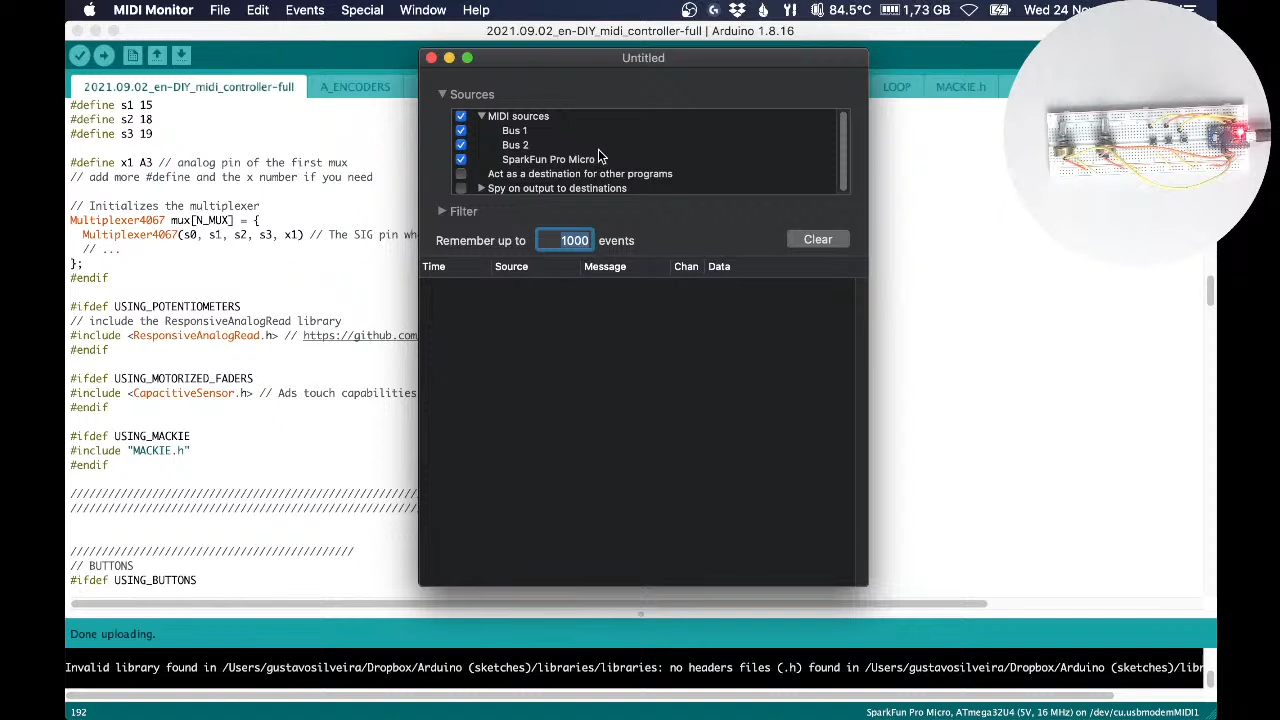 MIDI Monitor File Edit Events Special Window Help 84.5°C 1,73 GB Wed 24 Nov
2021.09.02_en-DIY_midi_controller-full | Arduino 1.8.16
2021.09.02_en-DIY_midi_controller-full A_ENCODERS LOOP MACKIE.h
#define s1 15
#define s2 18
#define s3 19
#define x1 A3 // analog pin of the first mux
// add more #define and the x number if you need
// Initializes the multiplexer
Multiplexer4067 mux[N_MUX] = {
Multiplexer4067(s0, s1, s2, s3, x1) // The SIG pin
// ...
};
#endif
#ifdef USING_POTENTIOMETERS
// include the ResponsiveAnalogRead library
#include <ResponsiveAnalogRead.h> // https://github.com
#endif
#ifdef USING_MOTORIZED_FADERS
#include <CapacitiveSensor.h> // Ads touch capabilities
#endif
#ifdef USING_MACKIE
#include "MACKIE.h"
#endif
////////////////////////////////////////////////////////
////////////////////////////////////////////////////////
/////////////////////////////////////////////
// BUTTONS
#ifdef USING_BUTTONS
Untitled
Sources
MIDI sources
Bus 1
Bus 2
SparkFun Pro Micro
Act as a destination for other programs
Spy on output to destinations
Filter
Remember up to 1000 events Clear
Time Source Message Chan Data
Done uploading.
Invalid library found in /Users/gustavosilveira/Dropbox/Arduino (sketches)/libraries/libraries: no headers files (.h) found in /Users/gustavosilveira/Dropbox/Arduino (sketches)/libr
192 SparkFun Pro Micro, ATmega32U4 (5V, 16 MHz) on /dev/cu.usbmodemMIDI1